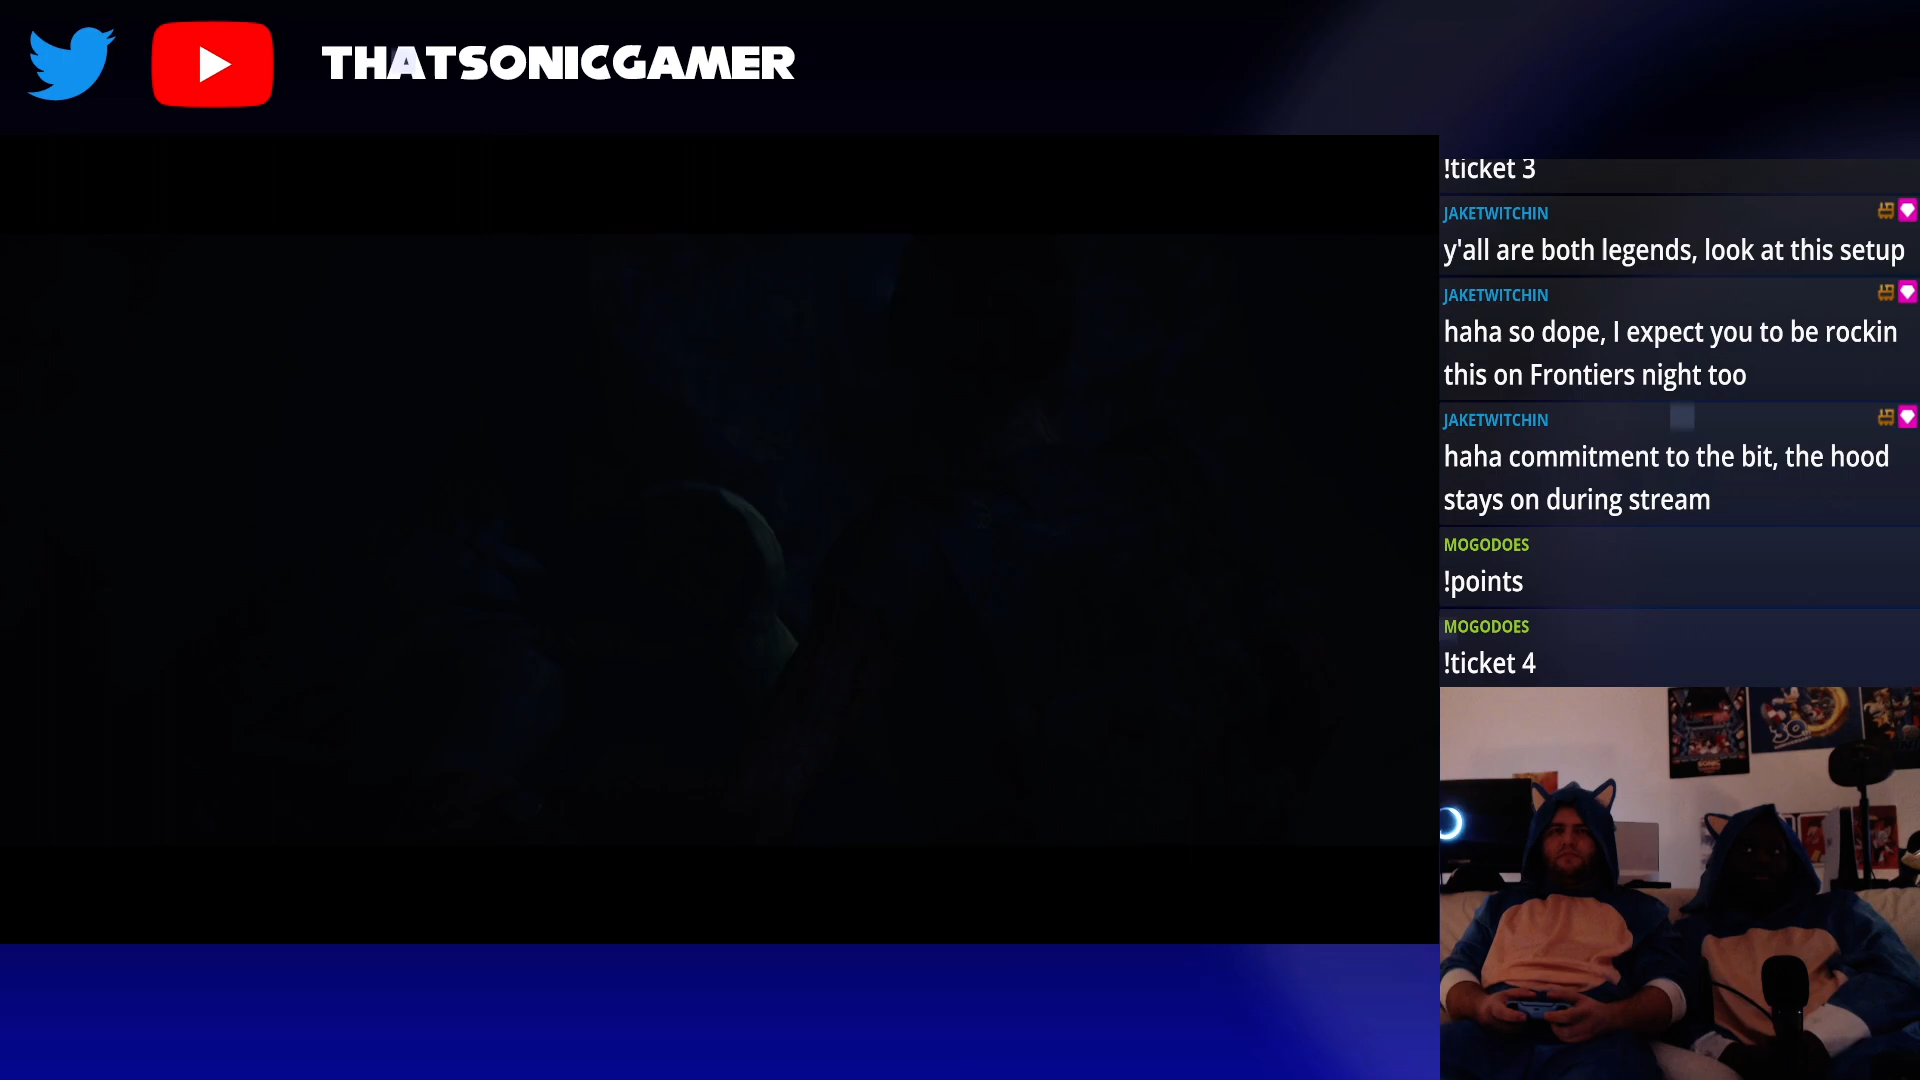 THATSONICGAMER
!ticket 3
JAKETWITCHIN
y'all are both legends, look at this setup
JAKETWITCHIN
haha so dope, I expect you to be rockin
this on Frontiers night too
JAKETWITCHIN
haha commitment to the bit, the hood
stays on during stream
MOGODOES
!points
MOGODOES
!ticket 4
30
SONIC